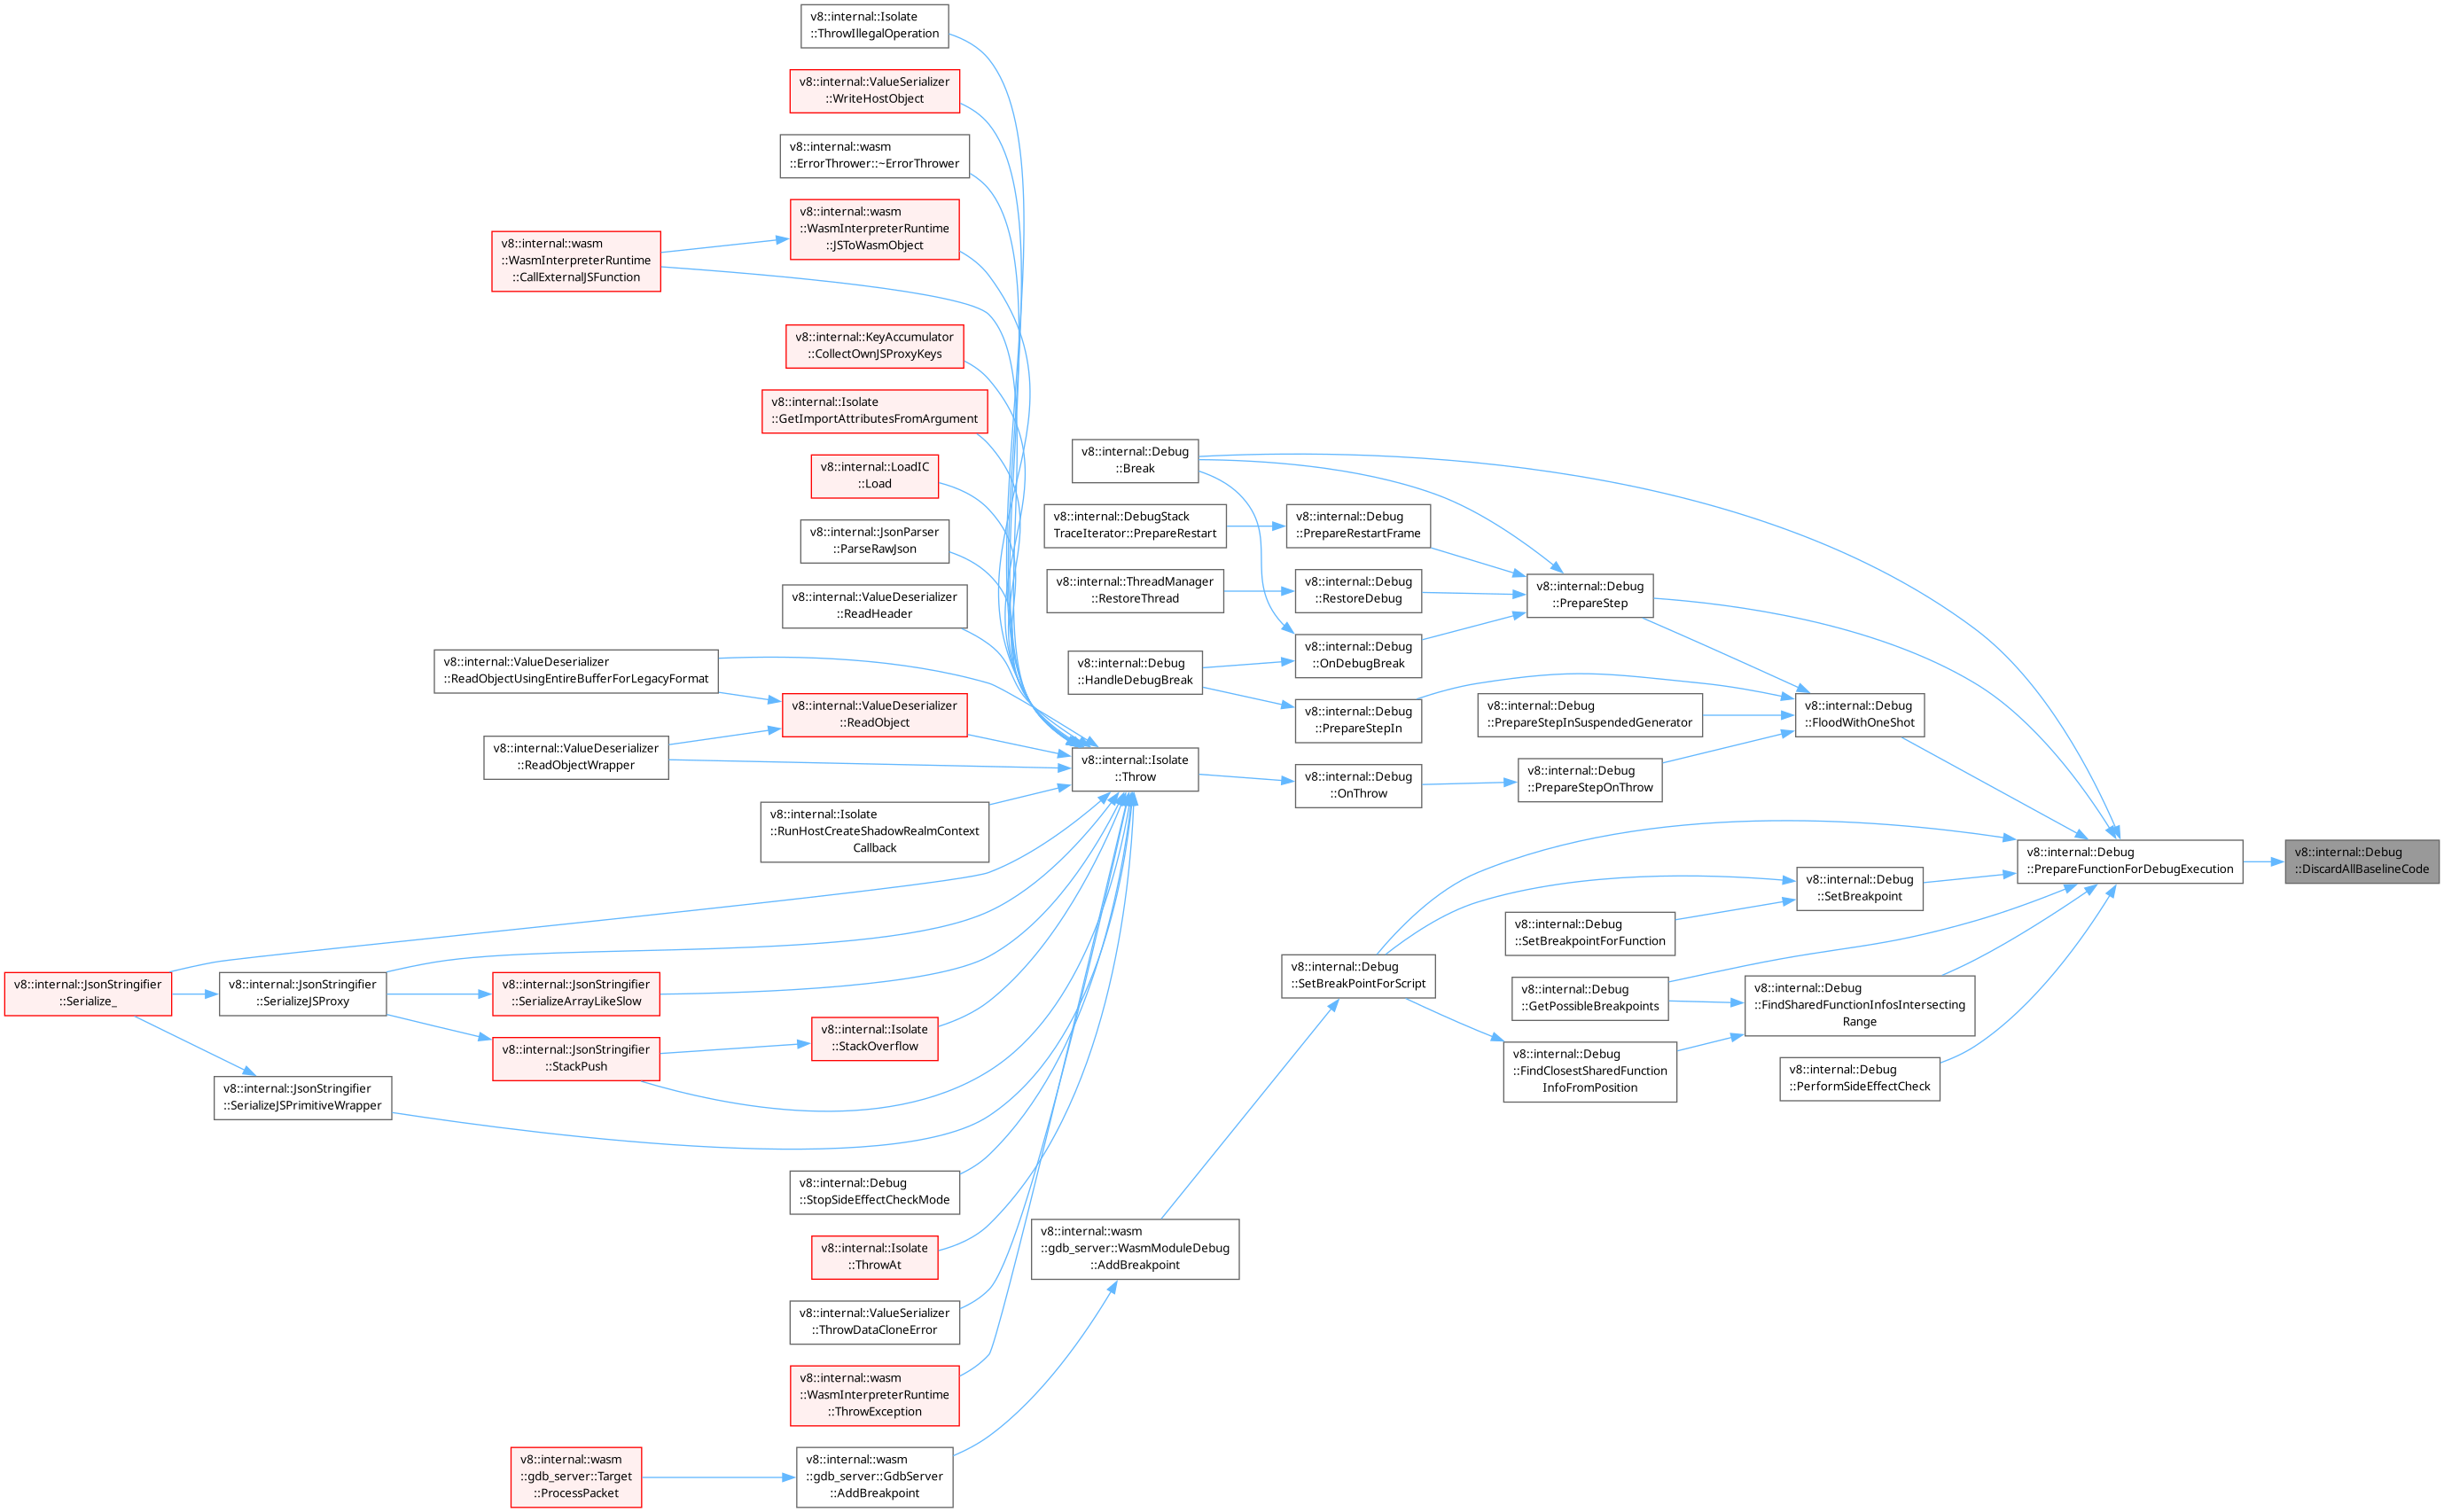 v8::internal::Isolate
::ThrowIllegalOperation
v8::internal::ValueSerializer
::WriteHostObject
v8::internal::wasm
::ErrorThrower::~ErrorThrower
v8::internal::wasm
::WasmInterpreterRuntime
::JSToWasmObject
v8::internal::wasm
::WasmInterpreterRuntime
::CallExternalJSFunction
v8::internal::KeyAccumulator
::CollectOwnJSProxyKeys
v8::internal::Isolate
::GetImportAttributesFromArgument
v8::internal::LoadIC
::Load
v8::internal::JsonParser
::ParseRawJson
v8::internal::ValueDeserializer
::ReadHeader
v8::internal::ValueDeserializer
::ReadObjectUsingEntireBufferForLegacyFormat
v8::internal::ValueDeserializer
::ReadObject
v8::internal::ValueDeserializer
::ReadObjectWrapper
v8::internal::Isolate
::Throw
v8::internal::Isolate
::RunHostCreateShadowRealmContext
Callback
v8::internal::JsonStringifier
::Serialize_
v8::internal::JsonStringifier
::SerializeJSProxy
v8::internal::JsonStringifier
::SerializeArrayLikeSlow
v8::internal::Isolate
::StackOverflow
v8::internal::JsonStringifier
::StackPush
v8::internal::JsonStringifier
::SerializeJSPrimitiveWrapper
v8::internal::Debug
::StopSideEffectCheckMode
v8::internal::Isolate
::ThrowAt
v8::internal::ValueSerializer
::ThrowDataCloneError
v8::internal::wasm
::WasmInterpreterRuntime
::ThrowException
v8::internal::wasm
::gdb_server::Target
::ProcessPacket
v8::internal::wasm
::gdb_server::GdbServer
::AddBreakpoint
v8::internal::wasm
::gdb_server::WasmModuleDebug
::AddBreakpoint
v8::internal::Debug
::Break
v8::internal::DebugStack
TraceIterator::PrepareRestart
v8::internal::Debug
::PrepareRestartFrame
v8::internal::ThreadManager
::RestoreThread
v8::internal::Debug
::RestoreDebug
v8::internal::Debug
::PrepareStep
v8::internal::Debug
::OnDebugBreak
v8::internal::Debug
::HandleDebugBreak
v8::internal::Debug
::PrepareStepIn
v8::internal::Debug
::PrepareStepInSuspendedGenerator
v8::internal::Debug
::FloodWithOneShot
v8::internal::Debug
::OnThrow
v8::internal::Debug
::PrepareStepOnThrow
v8::internal::Debug
::PrepareFunctionForDebugExecution
v8::internal::Debug
::DiscardAllBaselineCode
v8::internal::Debug
::SetBreakpoint
v8::internal::Debug
::SetBreakpointForFunction
v8::internal::Debug
::SetBreakPointForScript
v8::internal::Debug
::GetPossibleBreakpoints
v8::internal::Debug
::FindSharedFunctionInfosIntersecting
Range
v8::internal::Debug
::FindClosestSharedFunction
InfoFromPosition
v8::internal::Debug
::PerformSideEffectCheck